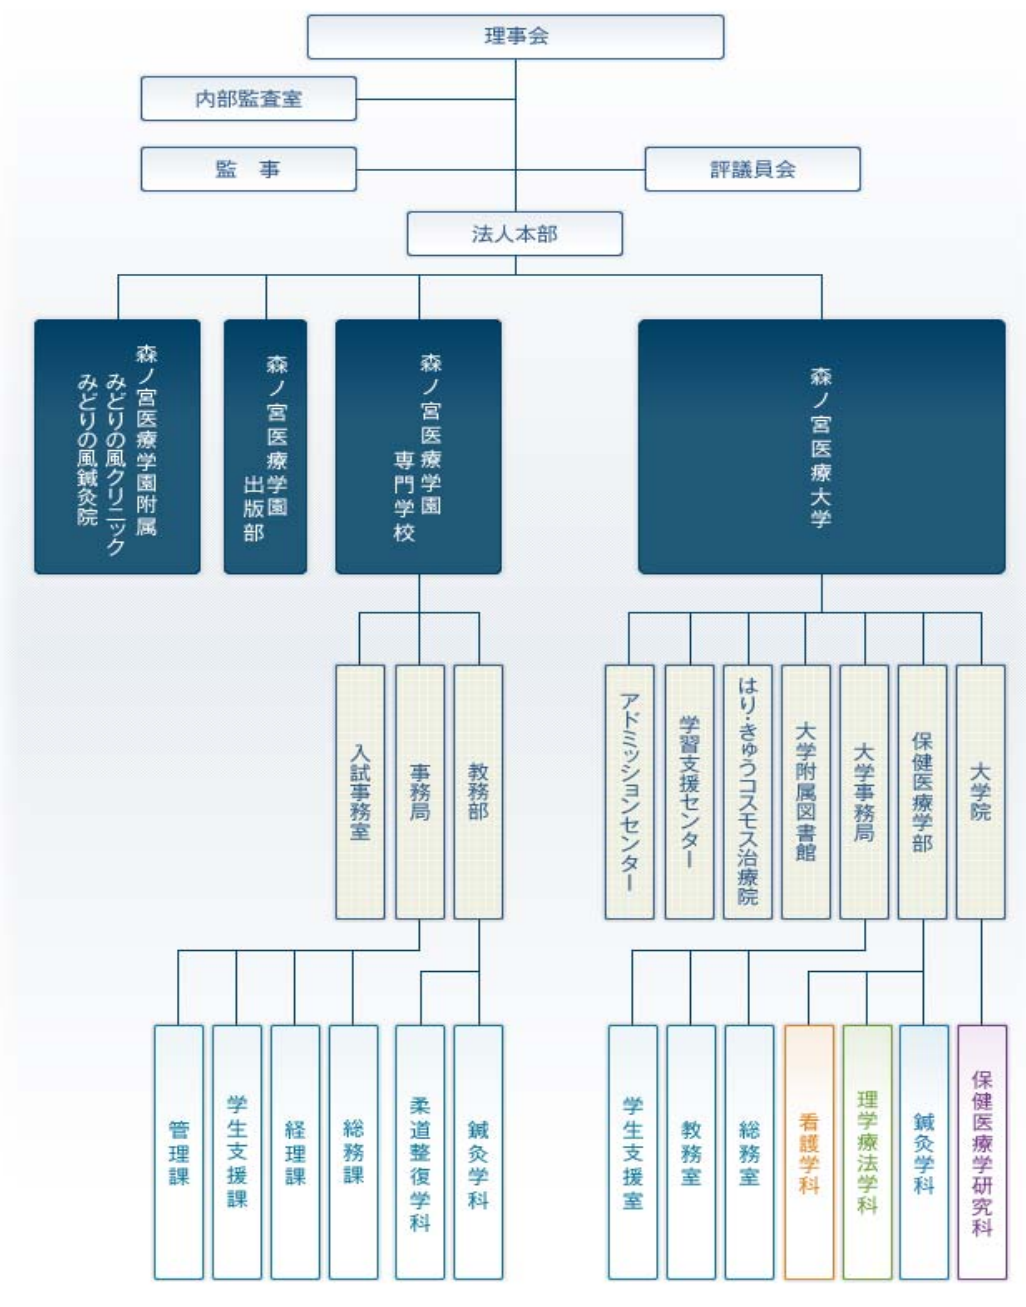 理事会
内部監査室
監　事
評議員会
法人本部
森ノ宮医療学園附属
みどりの風クリニック
みどりの風鍼灸院
森ノ宮医療学園
出版部
森ノ宮医療学園
専門学校
森ノ宮医療大学
入試事務室
事務局
教務部
アドミッションセンター
学習支援センター
はり・きゅうコスモス治療院
大学附属図書館
大学事務局
保健医療学部
大学院
管理課
学生支援課
経理課
総務課
柔道整復学科
鍼灸学科
学生支援室
教務室
総務室
看護学科
理学療法学科
鍼灸学科
保健医療学研究科